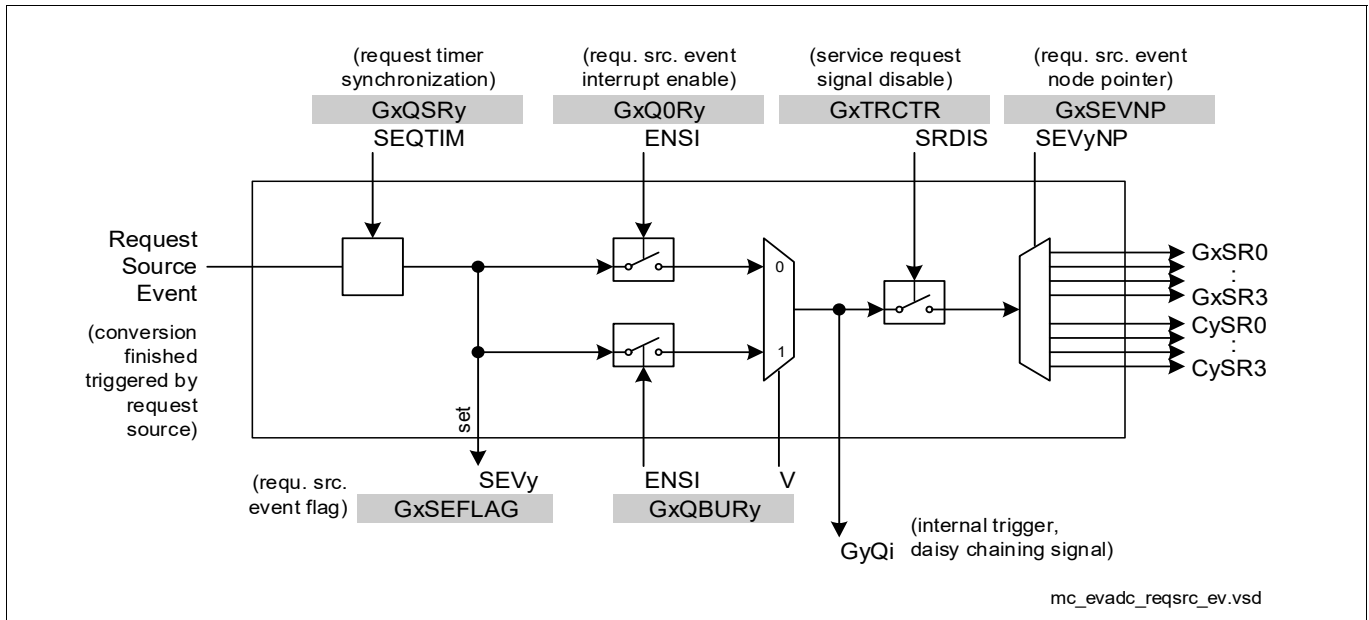 (request timer
synchronization)
GxQSRy
SEQTIM
(requ. src. event
interrupt enable)
GxQ0Ry
ENSI
(service request
signal disable)
GxTRCTR
SRDIS
(requ. src. event
node pointer)
GxSEVNP
SEVyNP
Request
Source
Event
(conversion
finished
triggered by
request
source)
0
1
GxSR0
:
GxSR3
CySR0
:
CySR3
set
(requ. src.
event flag)
SEVy
GxSEFLAG
ENSI
V
GxQBURy
GyQi
(internal trigger,
daisy chaining signal)
mc_evadc_reqsrc_ev.vsd